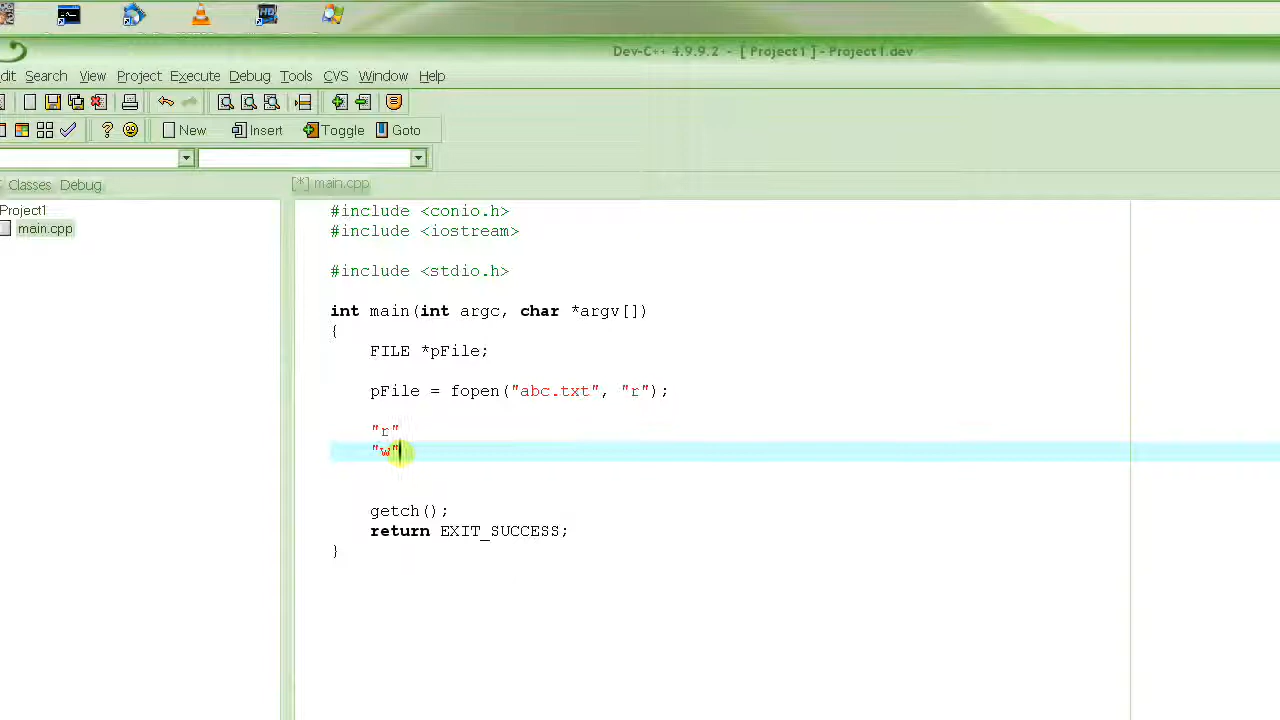 HD
Dev-C++ 4.9.9.2 - [ Project1 ] - Project1.dev
dit Search View Project Execute Debug Tools CVS Window Help
New Insert Toggle Goto
Classes Debug
[*] main.cpp
Project1
main.cpp
#include <conio.h>
#include <iostream>
#include <stdio.h>
int main(int argc, char *argv[])
{
FILE *pFile;
pFile = fopen("abc.txt", "r");
"r"
"w"
getch();
return EXIT_SUCCESS;
}